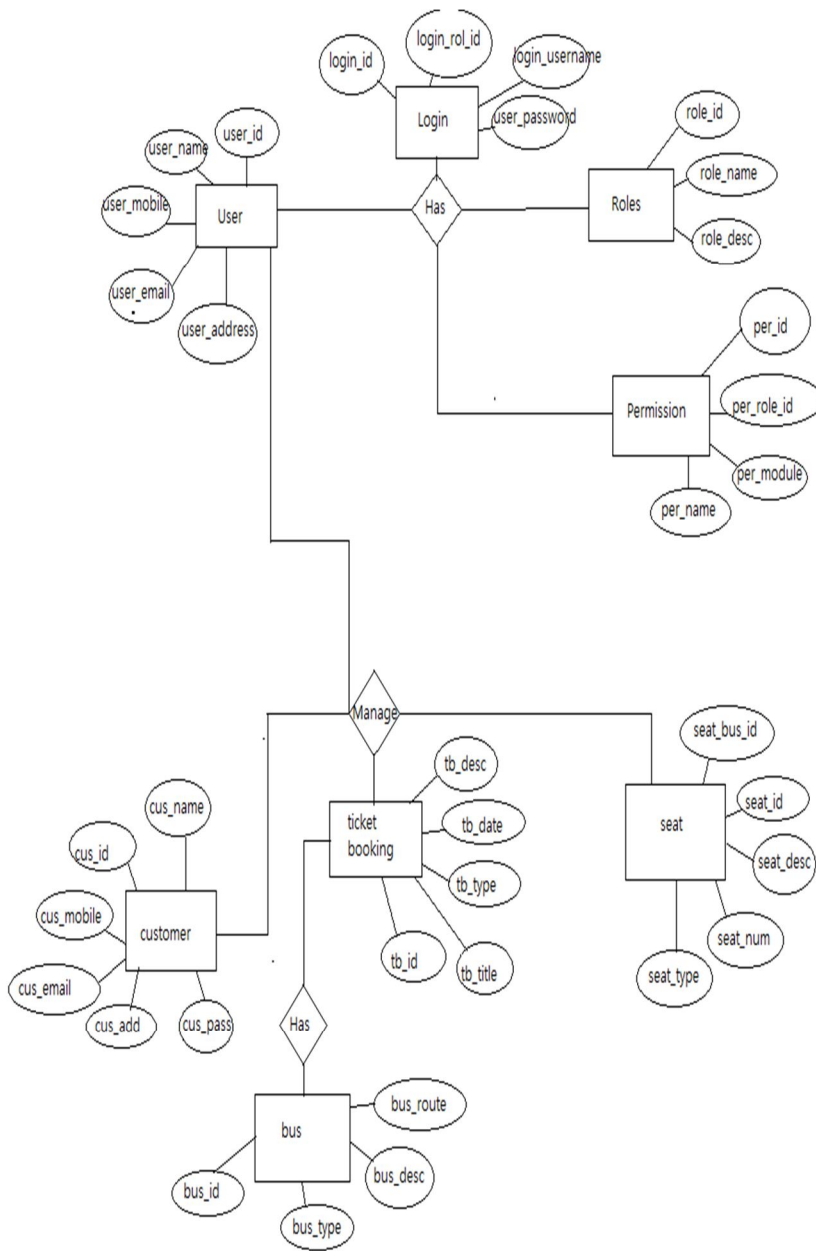 login_rol_id
login_id
login_username
Login
user_password
role_id
user_id
user_name
role_name
Has
Roles
user_mobile
User
role_desc
user_email
user_address
per_id
Permission
per_role_id
per_module
per_name
Manage
seat_bus_id
tb_desc
cus_name
seat_id
ticket
booking
tb_date
seat
cus_id
seat_desc
tb_type
cus_mobile
customer
seat_num
tb_id
tb_title
seat_type
cus_email
cus_add
cus_pass
Has
bus_route
bus
bus_desc
bus_id
bus_type